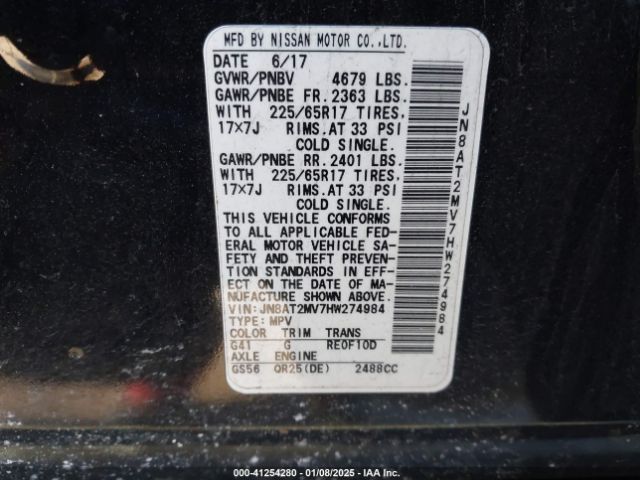 MFD BY NISSAN MOTOR CO.,LTD.
DATE 6/17
GVWR/PNBV 4679 LBS.
GAWR/PNBE FR. 2363 LBS.
WITH 225/65R17 TIRES.
17×7J RIMS.AT 33 PSI
COLD SINGLE.
GAWR/PNBE RR. 2401 LBS.
WITH 225/65R17 TIRES.
17×7J RIMS.AT 33 PSI
COLD SINGLE.
THIS VEHICLE CONFORMS
TO ALL APPLICABLE FED-
ERAL MOTOR VEHICLE SA-
FETY AND THEFT PREVEN-
TION STANDARDS IN EFF-
ECT ON THE DATE OF MA-
NUFACTURE SHOWN ABOVE.
VIN:JN8AT2MV7HW274984
TYPE:MPV
COLOR TRIM TRANS
G41 G RE0F10D
AXLE ENGINE
GS56 QR25(DE) 2488CC
JN8AT2MV7HW274984
000-41254280 - 01/08/2025 - IAA Inc.